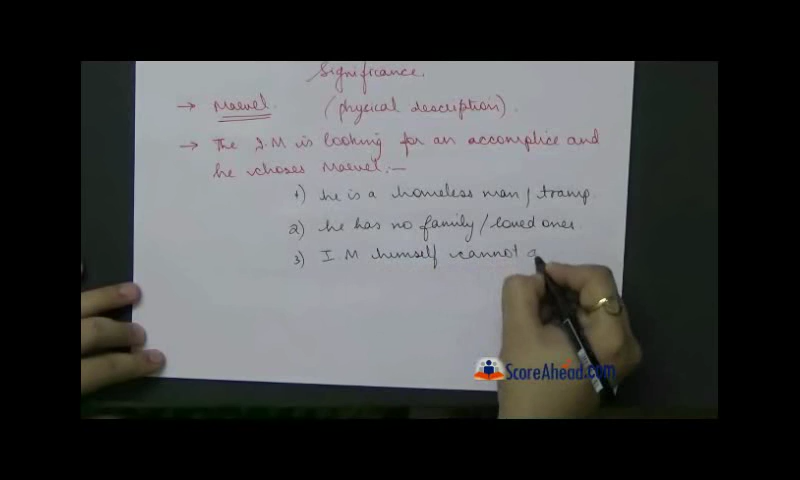 Significance.
→ Marvel. (physical description).
→ The I.M is looking for an accomplice and
he choses Marvel:—
1) he is a homeless man / tramp.
2) he has no family / loved ones
3) I M himself cannot a
ScoreAhead.com